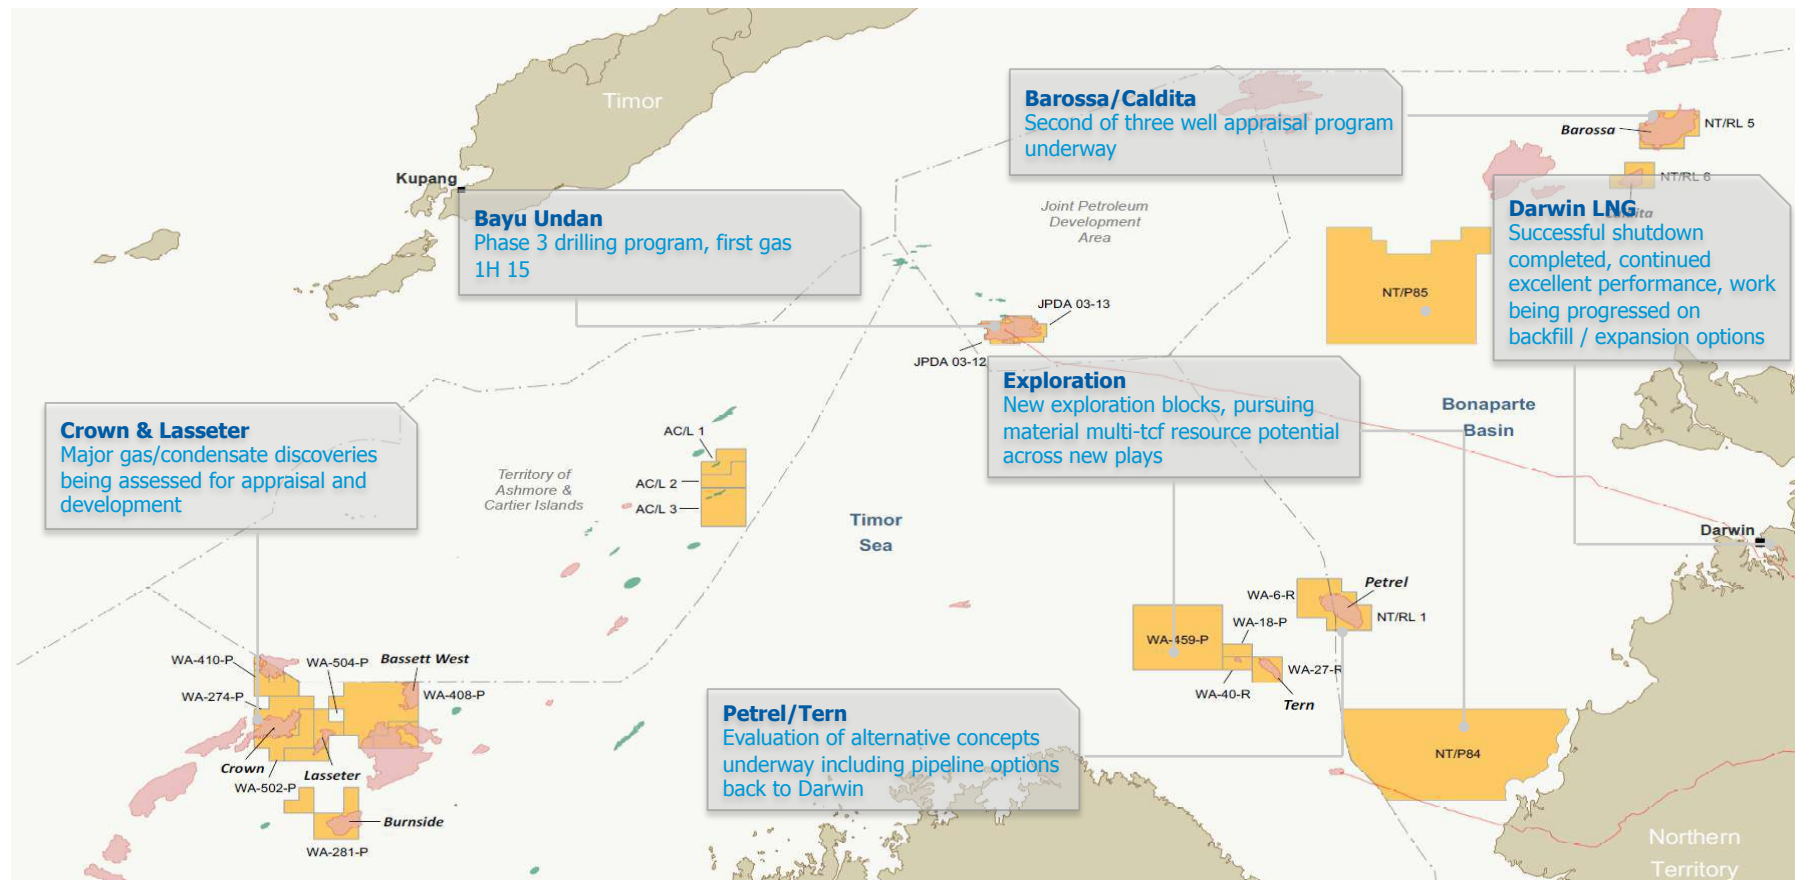 Timor
Kupang
Barossa/Caldita
Second of three well appraisal program
underway
Barossa
NT/RL 5
NT/RL 6
Bayu Undan
Phase 3 drilling program, first gas
1H 15
Joint Petroleum
Development
Area
Darwin LNG
Successful shutdown
completed, continued
excellent performance, work
being progressed on
backfill / expansion options
NT/P85
JPDA 03-13
JPDA 03-12
Exploration
New exploration blocks, pursuing
material multi-tcf resource potential
across new plays
Bonaparte
Basin
Crown & Lasseter
Major gas/condensate discoveries
being assessed for appraisal and
development
AC/L 1
AC/L 2
AC/L 3
Territory of
Ashmore &
Cartier Islands
Timor
Sea
Darwin
Petrel
WA-6-R
NT/RL 1
WA-18-P
WA-459-P
WA-27-R
WA-40-R
Tern
WA-410-P
WA-504-P
Bassett West
WA-274-P
WA-408-P
Crown
Lasseter
WA-502-P
Burnside
WA-281-P
Petrel/Tern
Evaluation of alternative concepts
underway including pipeline options
back to Darwin
NT/P84
Northern
Territory